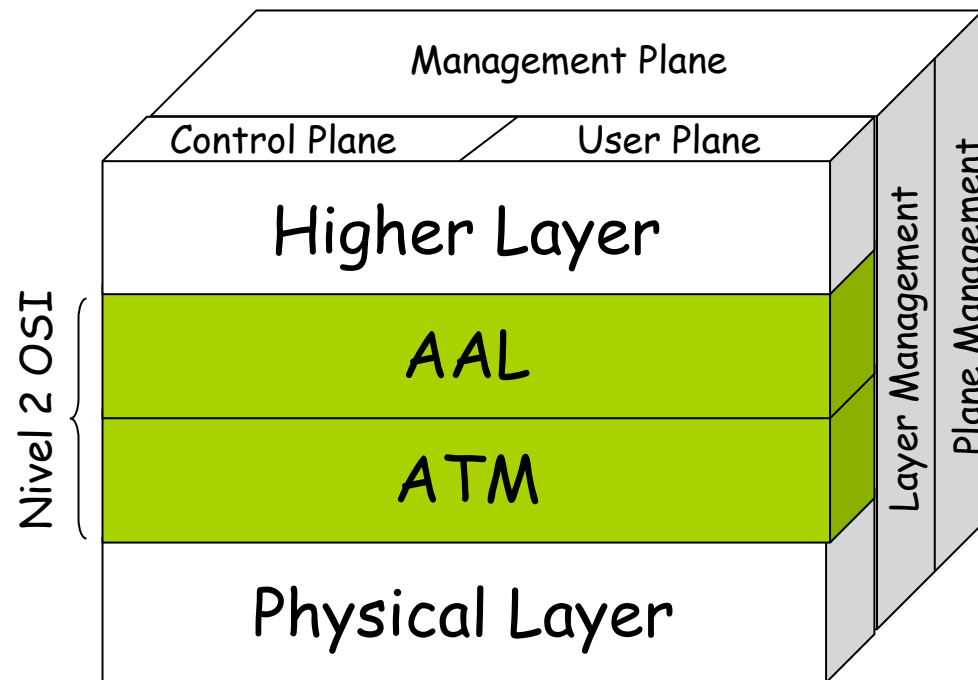 Management Plane
Control Plane
User Plane
Higher Layer
AAL
ATM
Physical Layer
Nivel 2 OSI
Layer Management
Plane Management